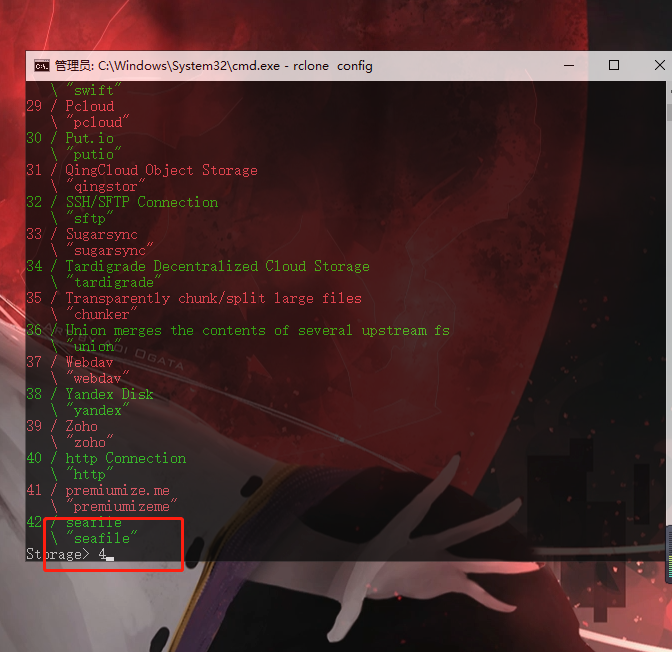 管理员: C:\Windows\System32\cmd.exe - rclone  config
\ "swift"
29 / Pcloud
\ "pcloud"
30 / Put.io
\ "putio"
31 / QingCloud Object Storage
\ "qingstor"
32 / SSH/SFTP Connection
\ "sftp"
33 / Sugarsync
\ "sugarsync"
34 / Tardigrade Decentralized Cloud Storage
\ "tardigrade"
35 / Transparently chunk/split large files
\ "chunker"
36 / Union merges the contents of several upstream fs
\ "union"
37 / Webdav
\ "webdav"
38 / Yandex Disk
\ "yandex"
39 / Zoho
\ "zoho"
40 / http Connection
\ "http"
41 / premiumize.me
\ "premiumizeme"
42 / seafile
\ "seafile"
Storage> 4